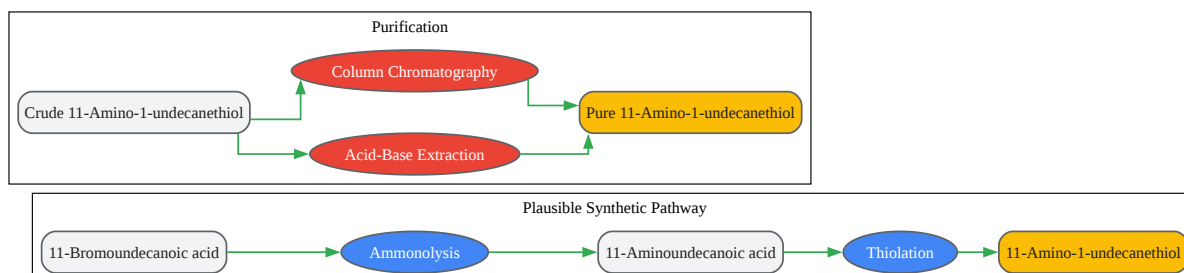 Purification
Column Chromatography
Crude 11-Amino-1-undecanethiol
Pure 11-Amino-1-undecanethiol
Acid-Base Extraction
Plausible Synthetic Pathway
11-Bromoundecanoic acid
Ammonolysis
11-Aminoundecanoic acid
Thiolation
11-Amino-1-undecanethiol